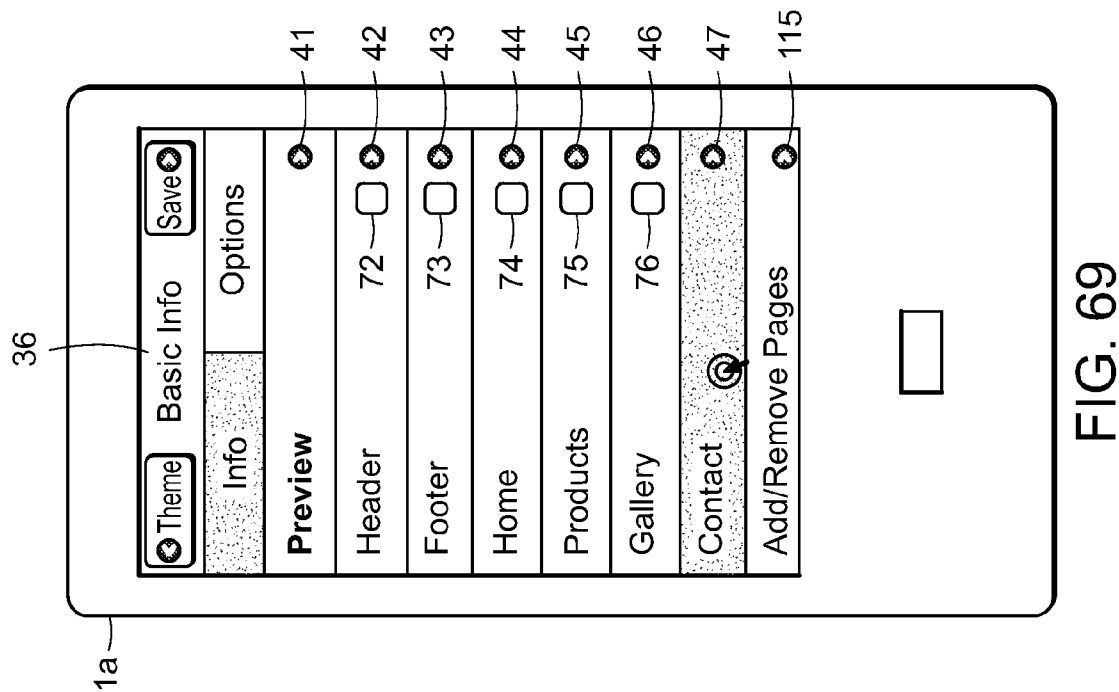 1a
36
Theme Basic Info Save
Info Options
Preview 41
Header 72 42
Footer 73 43
Home 74 44
Products 75 45
Gallery 76 46
Contact 47
Add/Remove Pages 115
FIG. 69